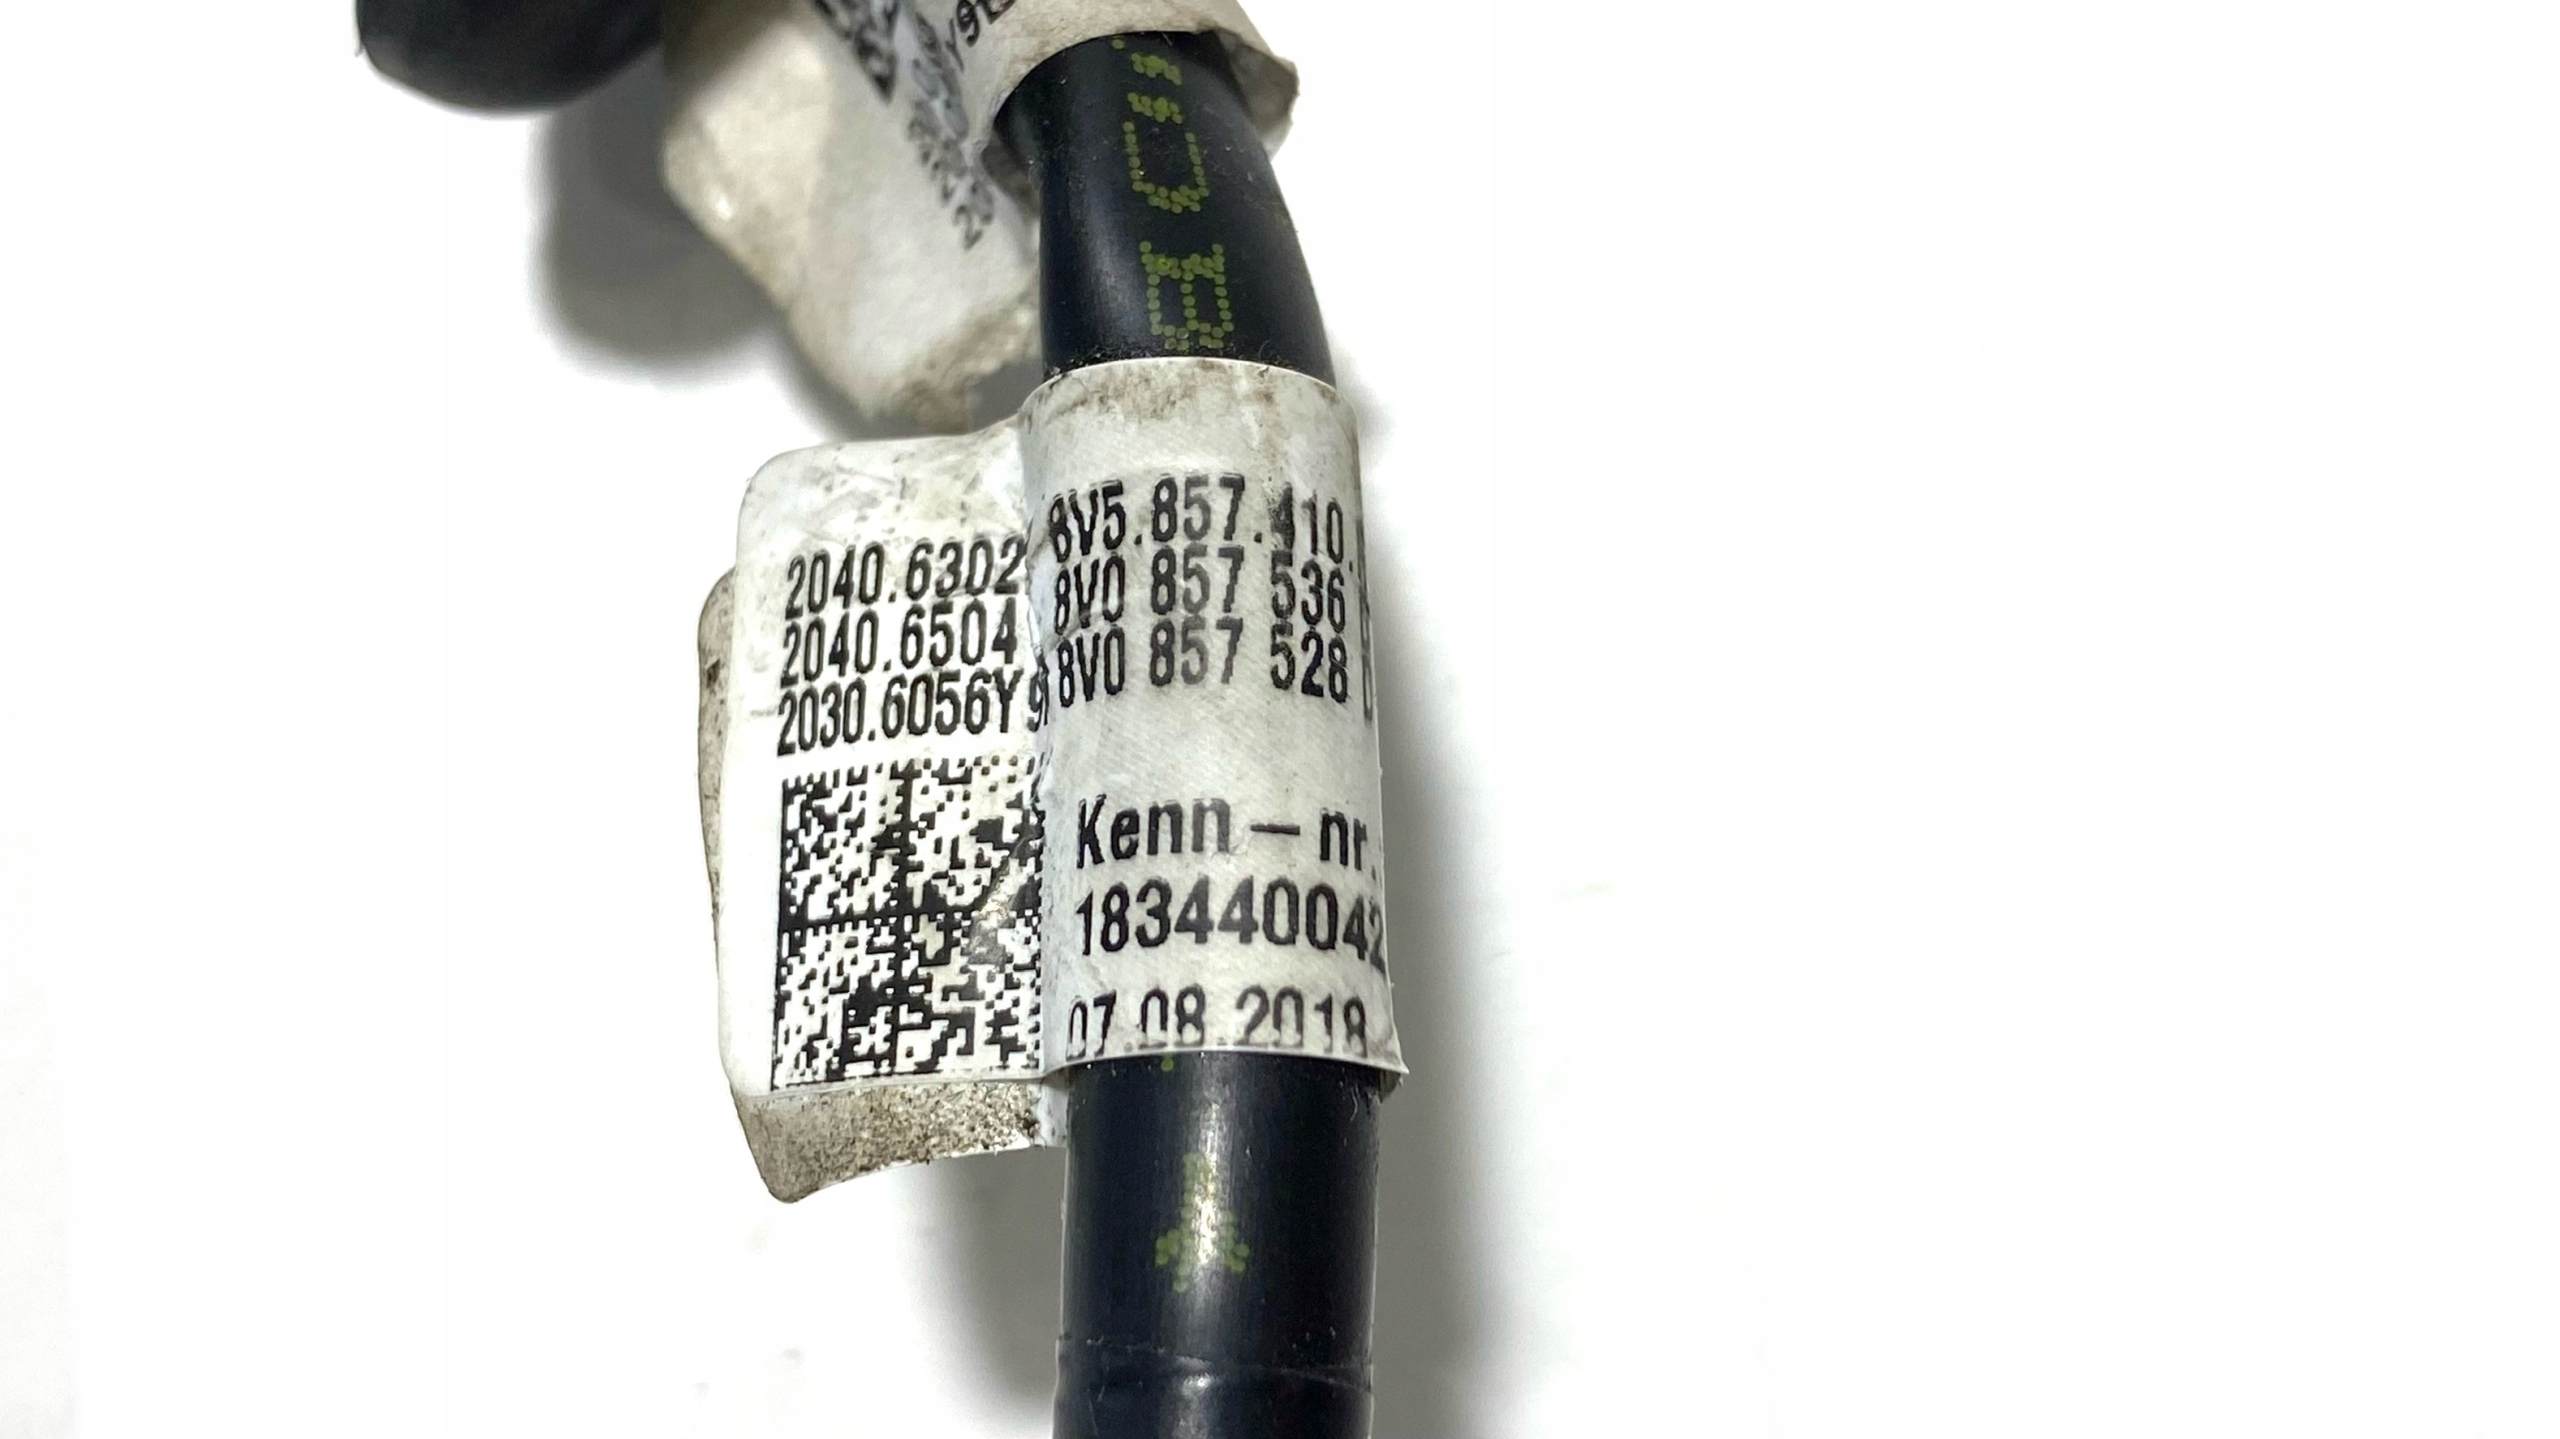 2040.6302
2040.6504
2030.6056Y
8V5.857.410.
8V0 857 536
8V0 857 528
Kenn-nr.
183440042
07.08.2018